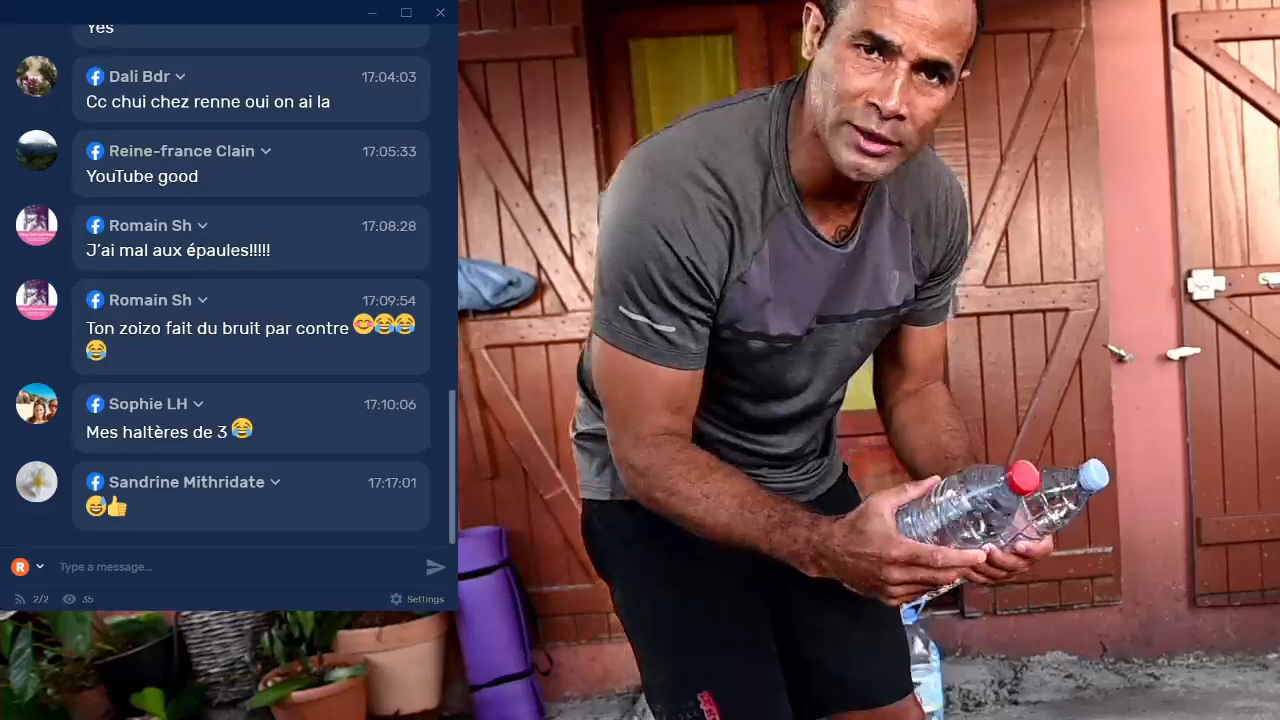 Yes
Dali Bdr 17:04:03
Cc chui chez renne oui on ai la
Reine-france Clain 17:05:33
YouTube good
Romain Sh 17:08:28
J'ai mal aux épaules!!!!!
Romain Sh 17:09:54
Ton zoizo fait du bruit par contre 😋😂😂
😂
Sophie LH 17:10:06
Mes haltères de 3 😂
Sandrine Mithridate 17:17:01
😅👍
R Type a message...
2/2 35 Settings